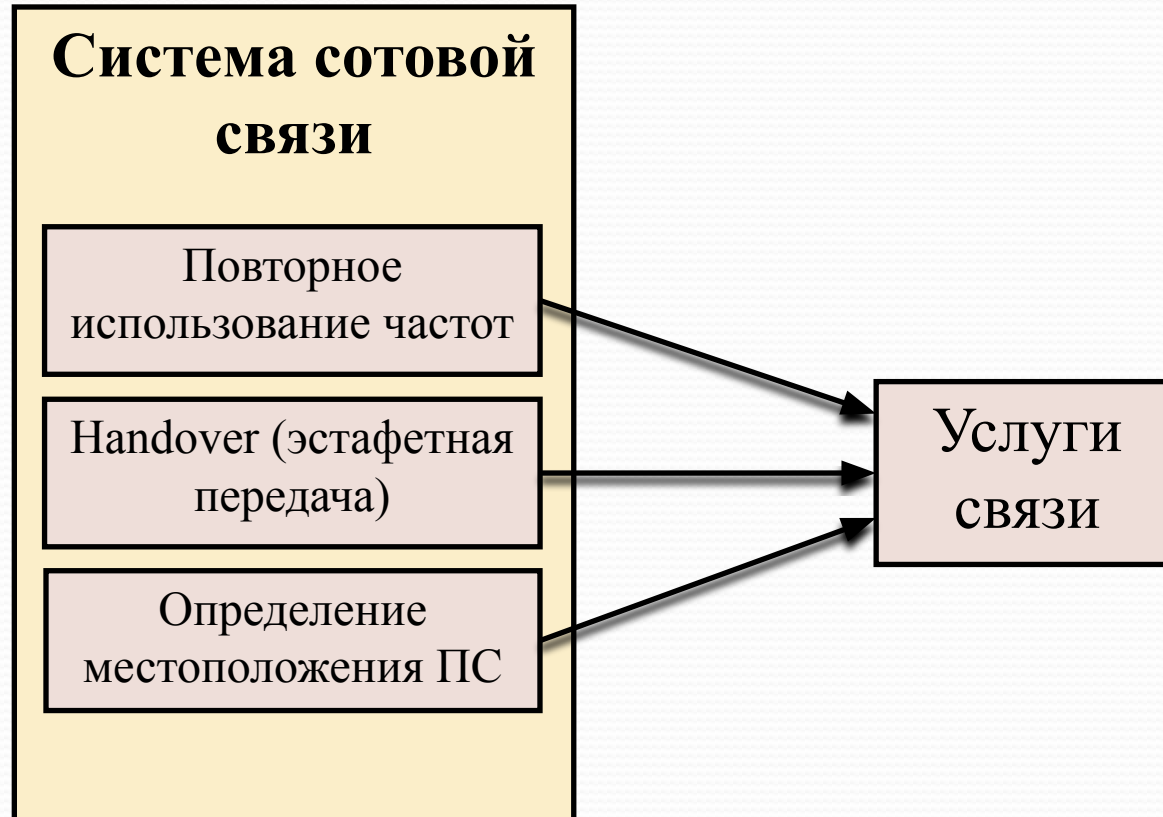 Система сотовой
связи
Повторное
использование частот
Handover (эстафетная
передача)
Определение
местоположения ПС
Услуги
связи